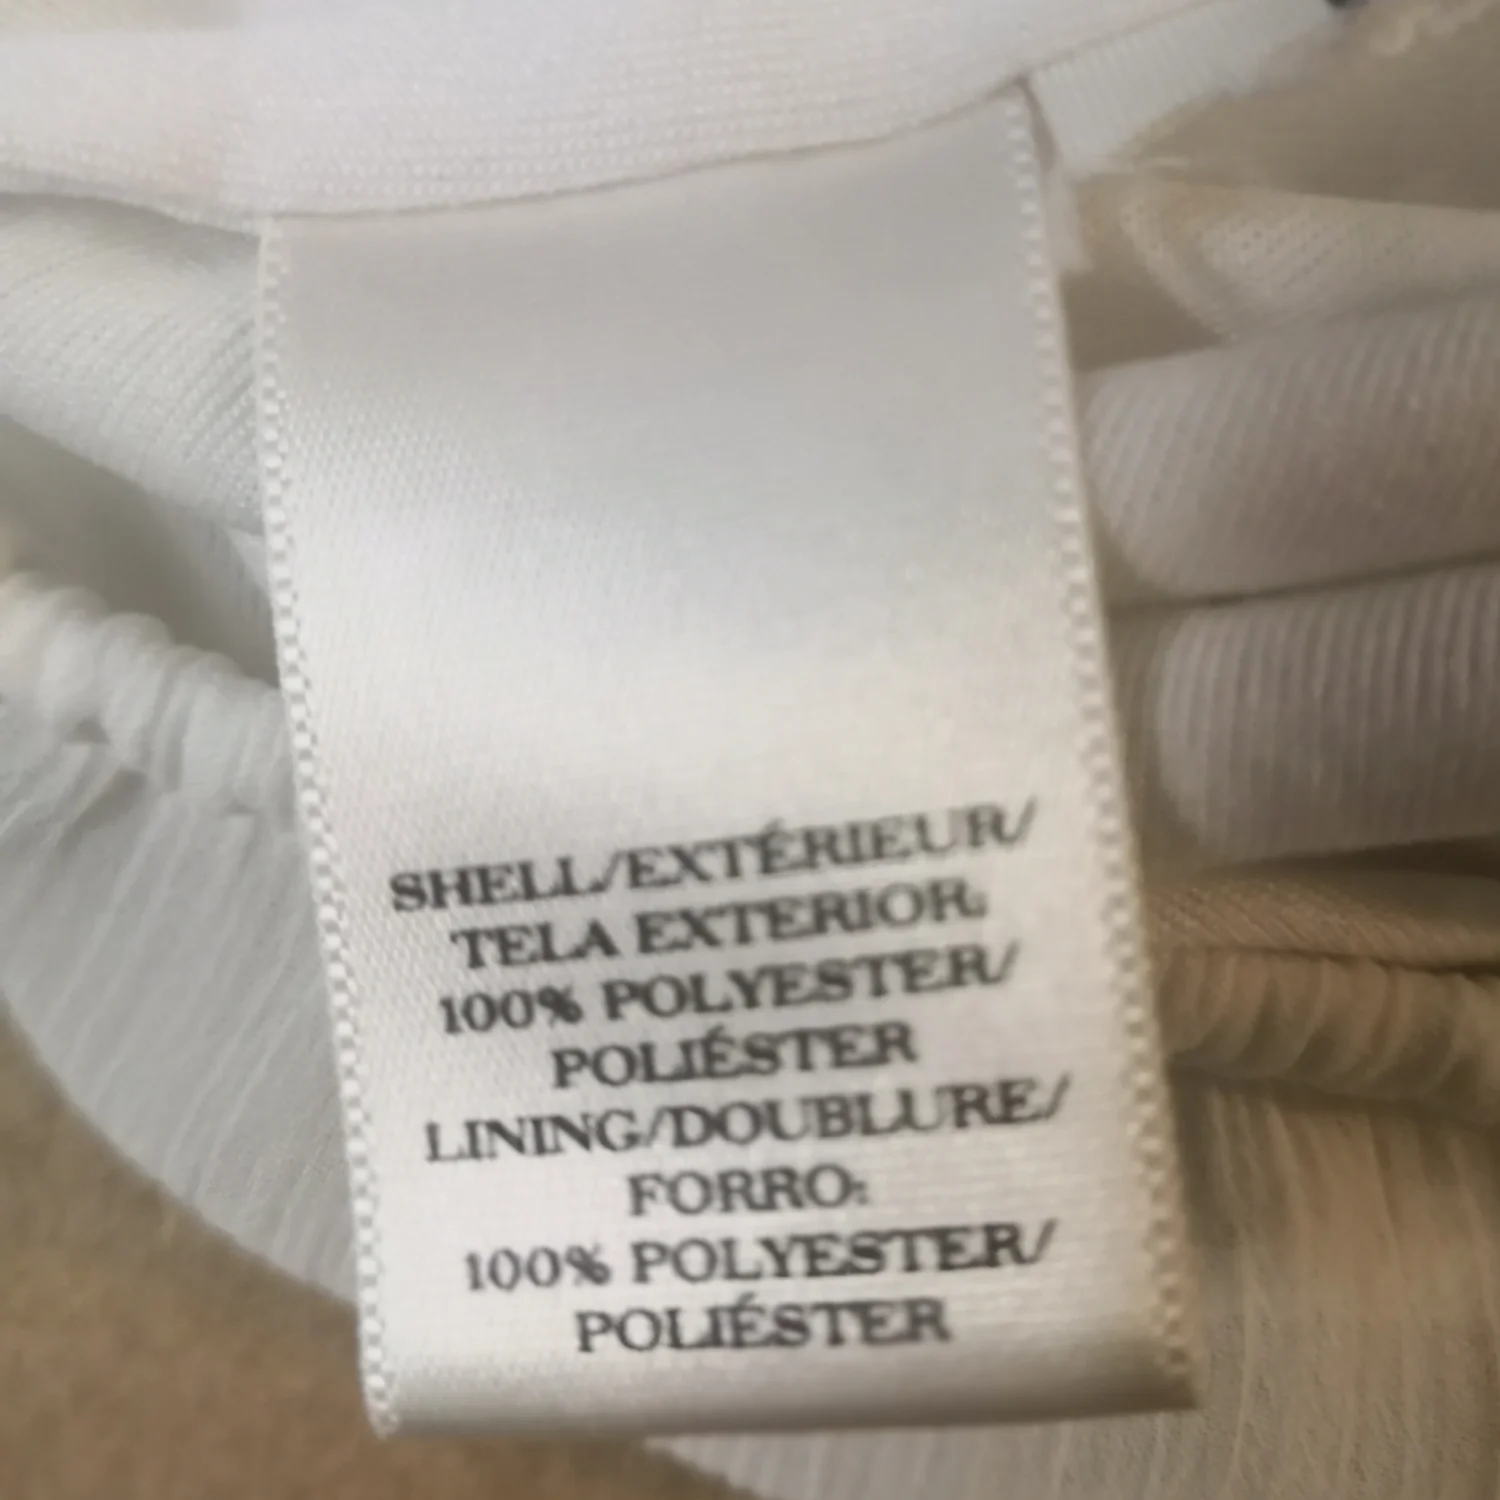 SHELL/EXTÉRIEUR/
TELA EXTERIOR:
100% POLYESTER/
POLIÉSTER
LINING/DOUBLURE/
FORRO:
100% POLYESTER/
POLIÉSTER